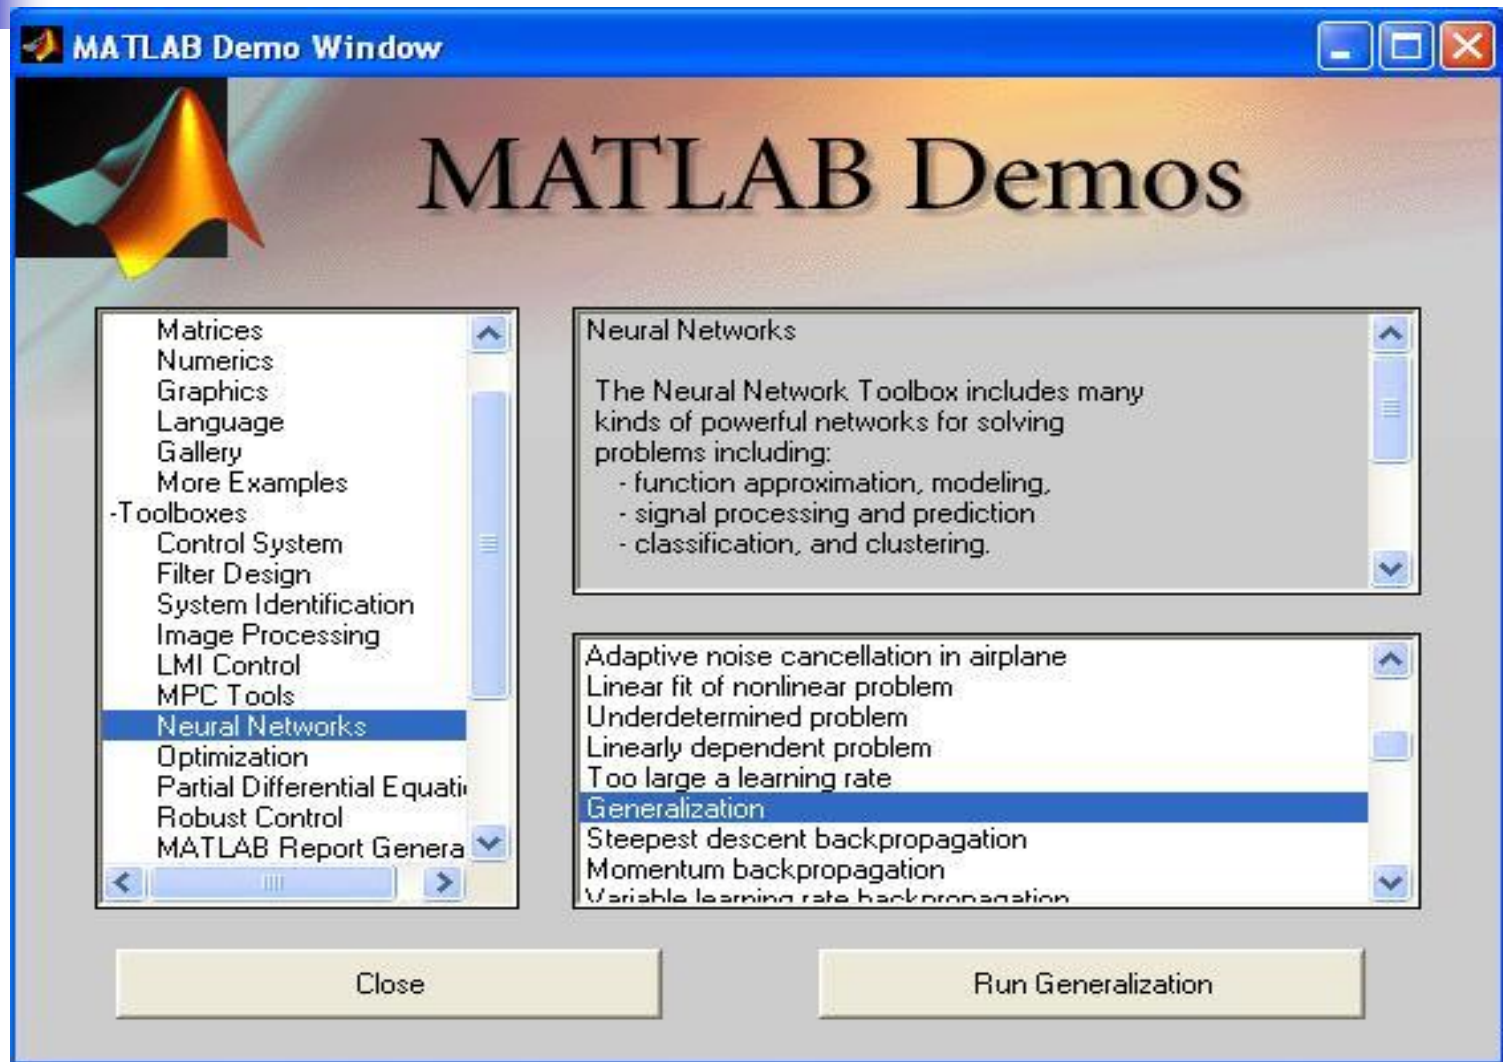 MATLAB Demo Window
MATLAB Demos
Matrices
Numerics
Graphics
Language
Gallery
More Examples
-Toolboxes
Control System
Filter Design
System Identification
Image Processing
LMI Control
MPC Tools
Neural Networks
Optimization
Partial Differential Equati
Robust Control
MATLAB Report Genera
Neural Networks
The Neural Network Toolbox includes many
kinds of powerful networks for solving
problems including:
- function approximation, modeling,
- signal processing and prediction
- classification, and clustering.
Adaptive noise cancellation in airplane
Linear fit of nonlinear problem
Underdetermined problem
Linearly dependent problem
Too large a learning rate
Generalization
Steepest descent backpropagation
Momentum backpropagation
Variable learning rate backpropagation
Close
Run Generalization